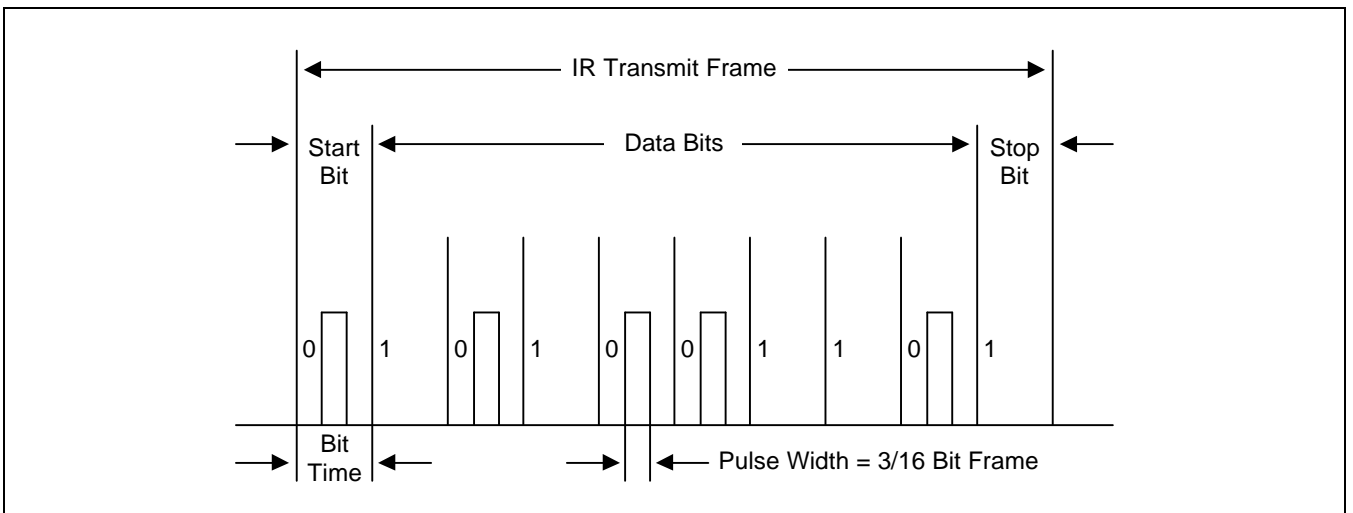 IR Transmit Frame
Start
Bit
Data Bits
Stop
Bit
0 1 0 1 0 0 1 1 0 1
Bit
Time
Pulse Width = 3/16 Bit Frame